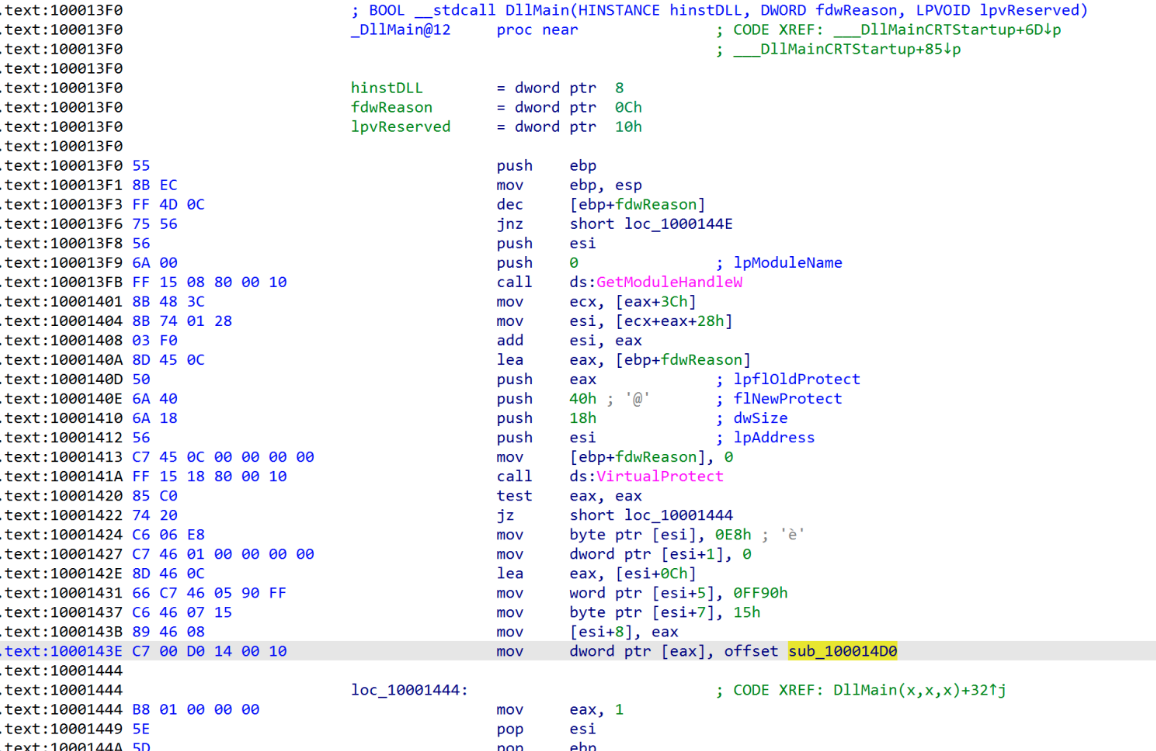 .text:100013F0 ; BOOL __stdcall DllMain(HINSTANCE hinstDLL, DWORD fdwReason, LPVOID lpvReserved)
.text:100013F0 _DllMain@12 proc near ; CODE XREF: ___DllMainCRTStartup+6D↓p
.text:100013F0 ; ___DllMainCRTStartup+85↓p
.text:100013F0
.text:100013F0 hinstDLL = dword ptr 8
.text:100013F0 fdwReason = dword ptr 0Ch
.text:100013F0 lpvReserved = dword ptr 10h
.text:100013F0
.text:100013F0 55 push ebp
.text:100013F1 8B EC mov ebp, esp
.text:100013F3 FF 4D 0C dec [ebp+fdwReason]
.text:100013F6 75 56 jnz short loc_1000144E
.text:100013F8 56 push esi
.text:100013F9 6A 00 push 0 ; lpModuleName
.text:100013FB FF 15 08 80 00 10 call ds:GetModuleHandleW
.text:10001401 8B 48 3C mov ecx, [eax+3Ch]
.text:10001404 8B 74 01 28 mov esi, [ecx+eax+28h]
.text:10001408 03 F0 add esi, eax
.text:1000140A 8D 45 0C lea eax, [ebp+fdwReason]
.text:1000140D 50 push eax ; lpflOldProtect
.text:1000140E 6A 40 push 40h ; '@' ; flNewProtect
.text:10001410 6A 18 push 18h ; dwSize
.text:10001412 56 push esi ; lpAddress
.text:10001413 C7 45 0C 00 00 00 00 mov [ebp+fdwReason], 0
.text:1000141A FF 15 18 80 00 10 call ds:VirtualProtect
.text:10001420 85 C0 test eax, eax
.text:10001422 74 20 jz short loc_10001444
.text:10001424 C6 06 E8 mov byte ptr [esi], 0E8h ; 'è'
.text:10001427 C7 46 01 00 00 00 00 mov dword ptr [esi+1], 0
.text:1000142E 8D 46 0C lea eax, [esi+0Ch]
.text:10001431 66 C7 46 05 90 FF mov word ptr [esi+5], 0FF90h
.text:10001437 C6 46 07 15 mov byte ptr [esi+7], 15h
.text:1000143B 89 46 08 mov [esi+8], eax
.text:1000143E C7 00 D0 14 00 10 mov dword ptr [eax], offset sub_100014D0
.text:10001444
.text:10001444 loc_10001444: ; CODE XREF: DllMain(x,x,x)+32↑j
.text:10001444 B8 01 00 00 00 mov eax, 1
.text:10001449 5E pop esi
.text:1000144A 5D pop ebp